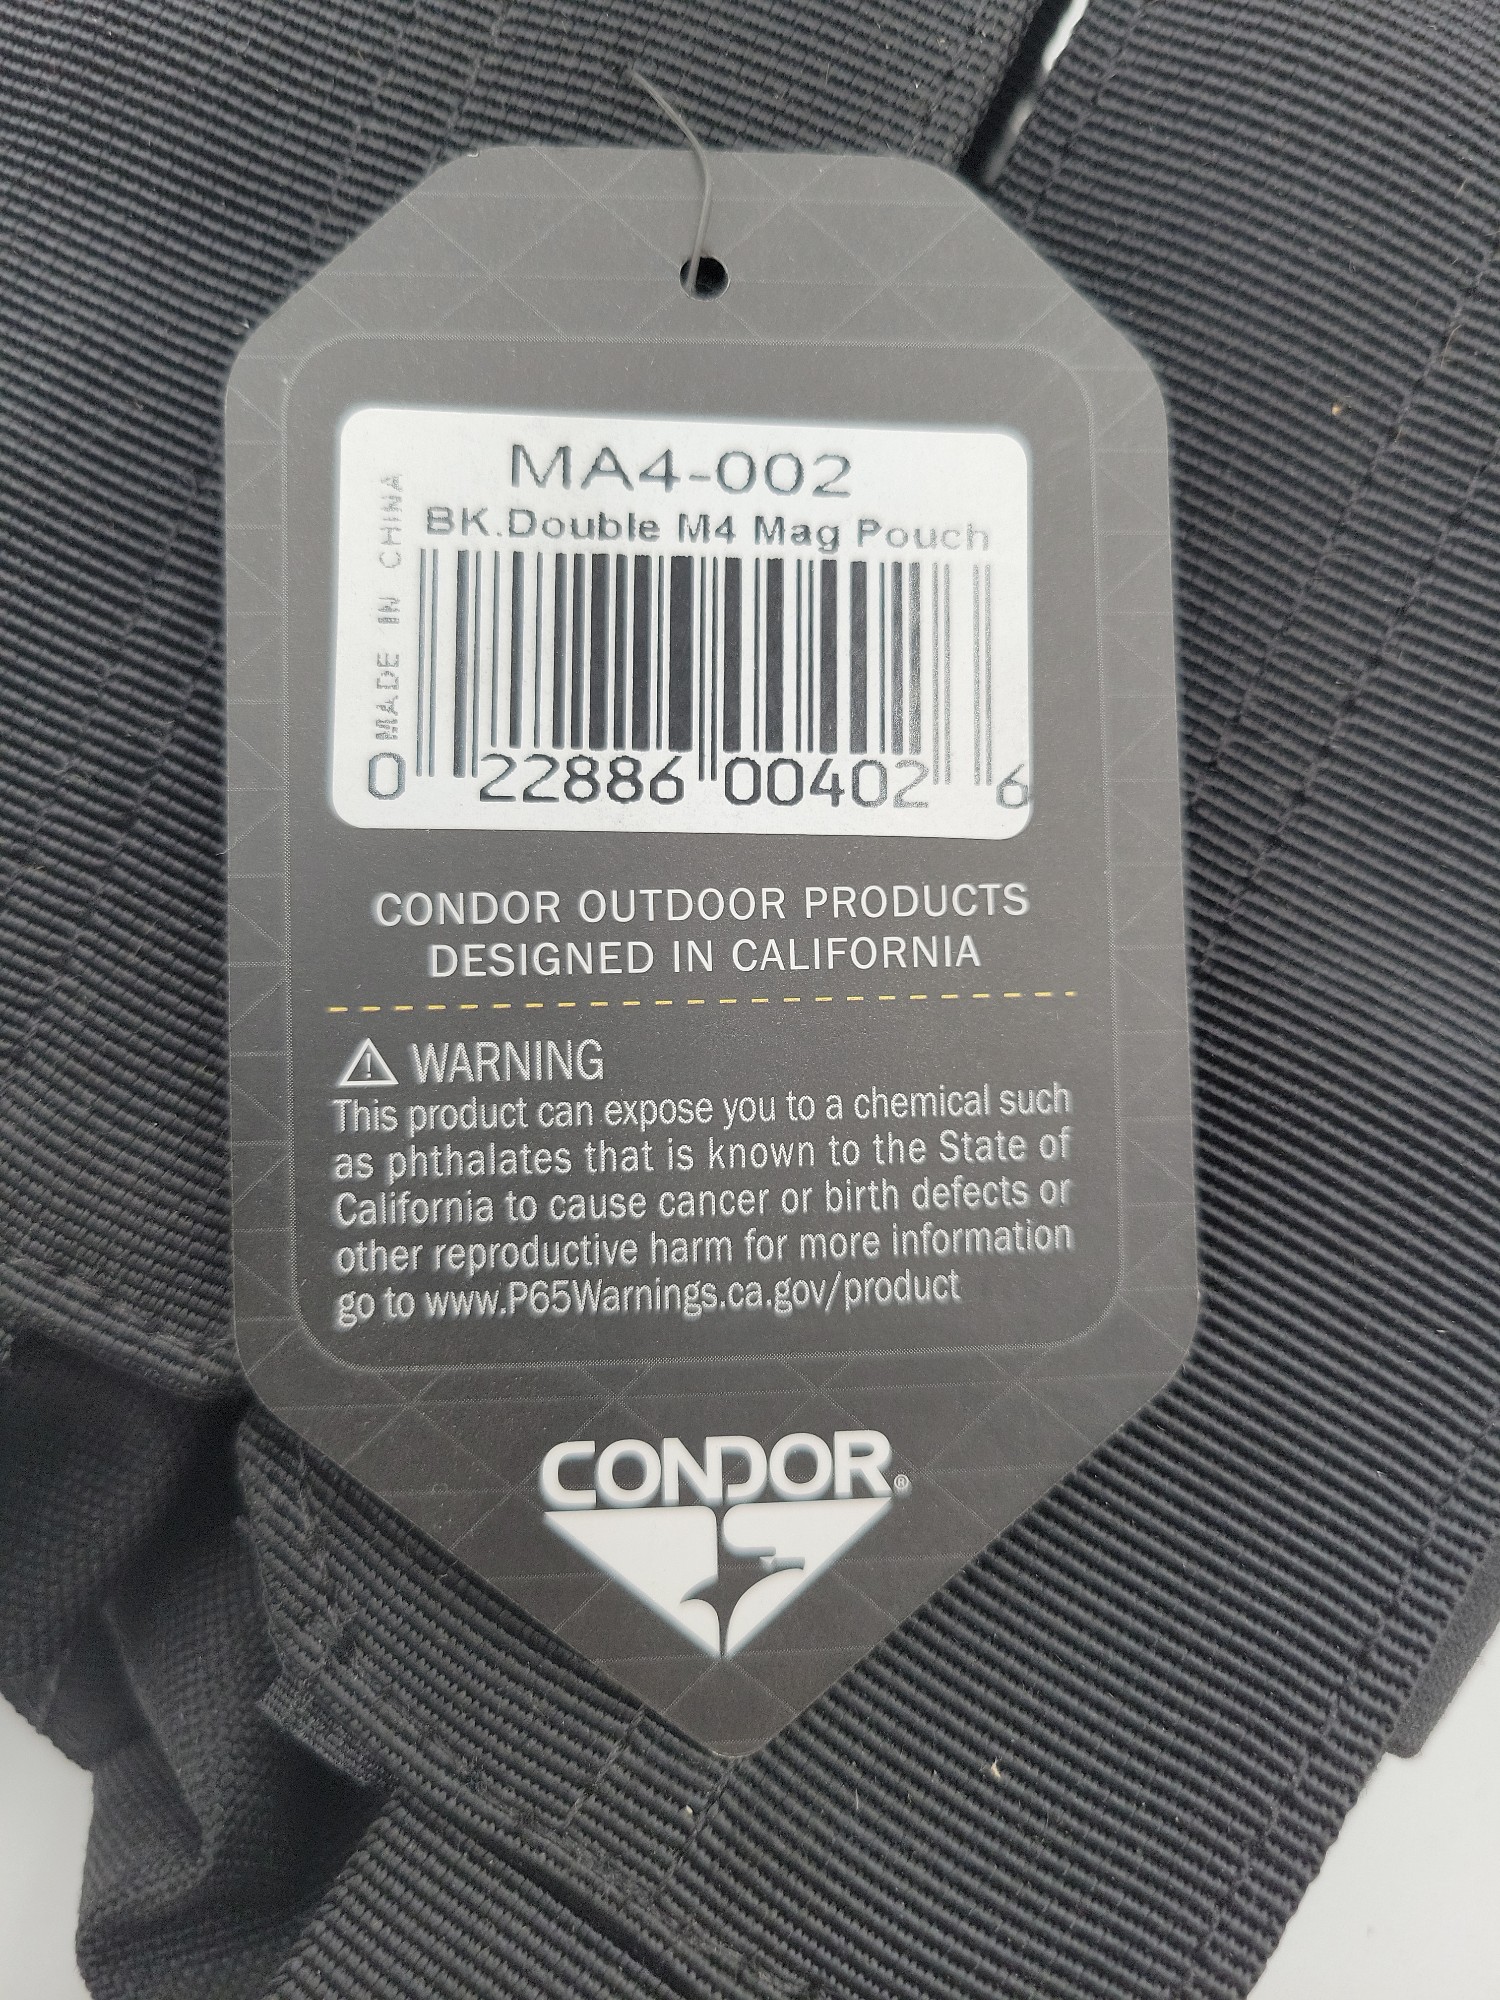 MA4-002
BK.Double M4 Mag Pouch
MADE IN CHINA
0 22886 00402 6
CONDOR OUTDOOR PRODUCTS
DESIGNED IN CALIFORNIA
⚠ WARNING
This product can expose you to a chemical such
as phthalates that is known to the State of
California to cause cancer or birth defects or
other reproductive harm for more information
go to www.P65Warnings.ca.gov/product
CONDOR®